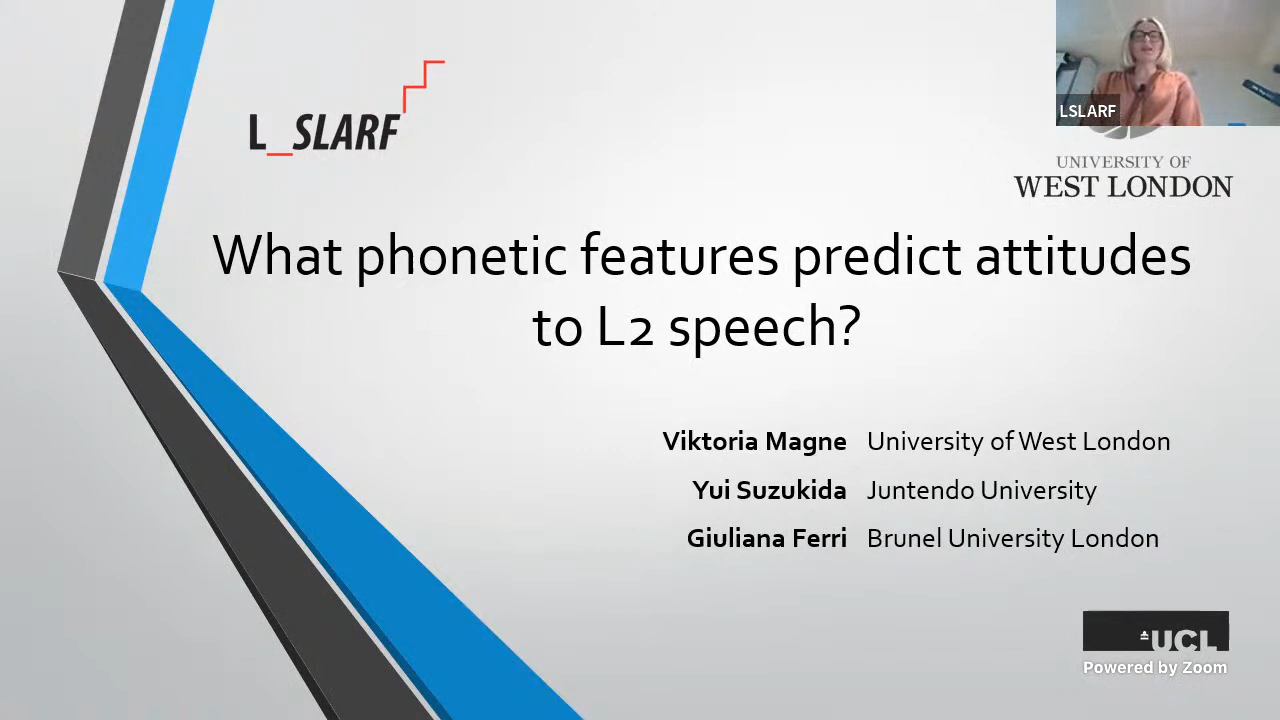 LSLARF
L_SLARF
UNIVERSITY OF
WEST LONDON
What phonetic features predict attitudes
to L2 speech?
Viktoria Magne University of West London
Yui Suzukida Juntendo University
Giuliana Ferri Brunel University London
UCL
Powered by Zoom